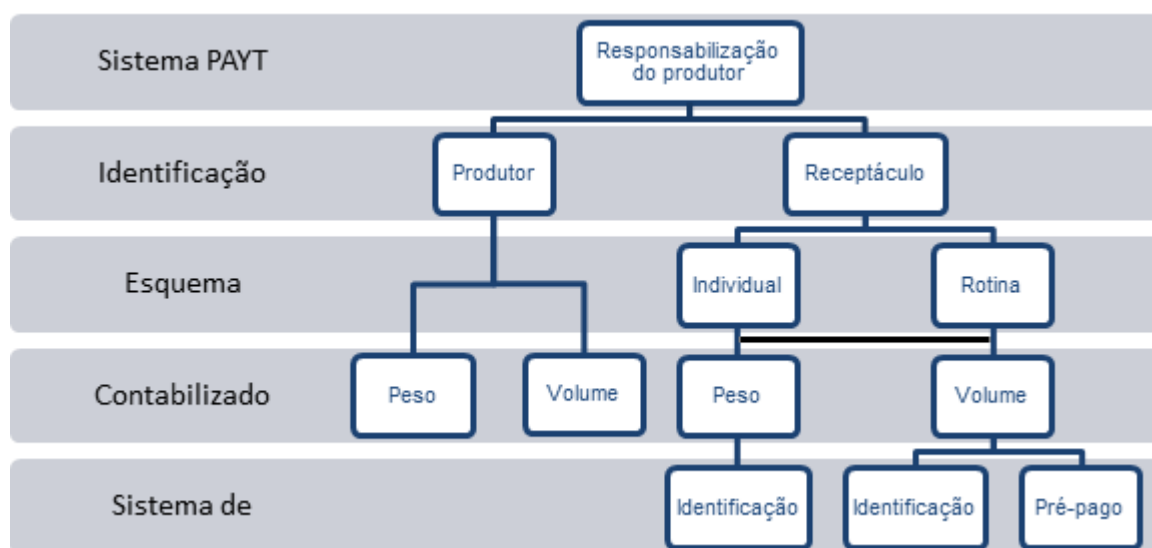 Sistema PAYT
Responsabilização
do produtor
Identificação
Produtor
Receptáculo
Esquema
Individual
Rotina
Contabilizado
Peso
Volume
Peso
Volume
Sistema de
Identificação
Identificação
Pré-pago